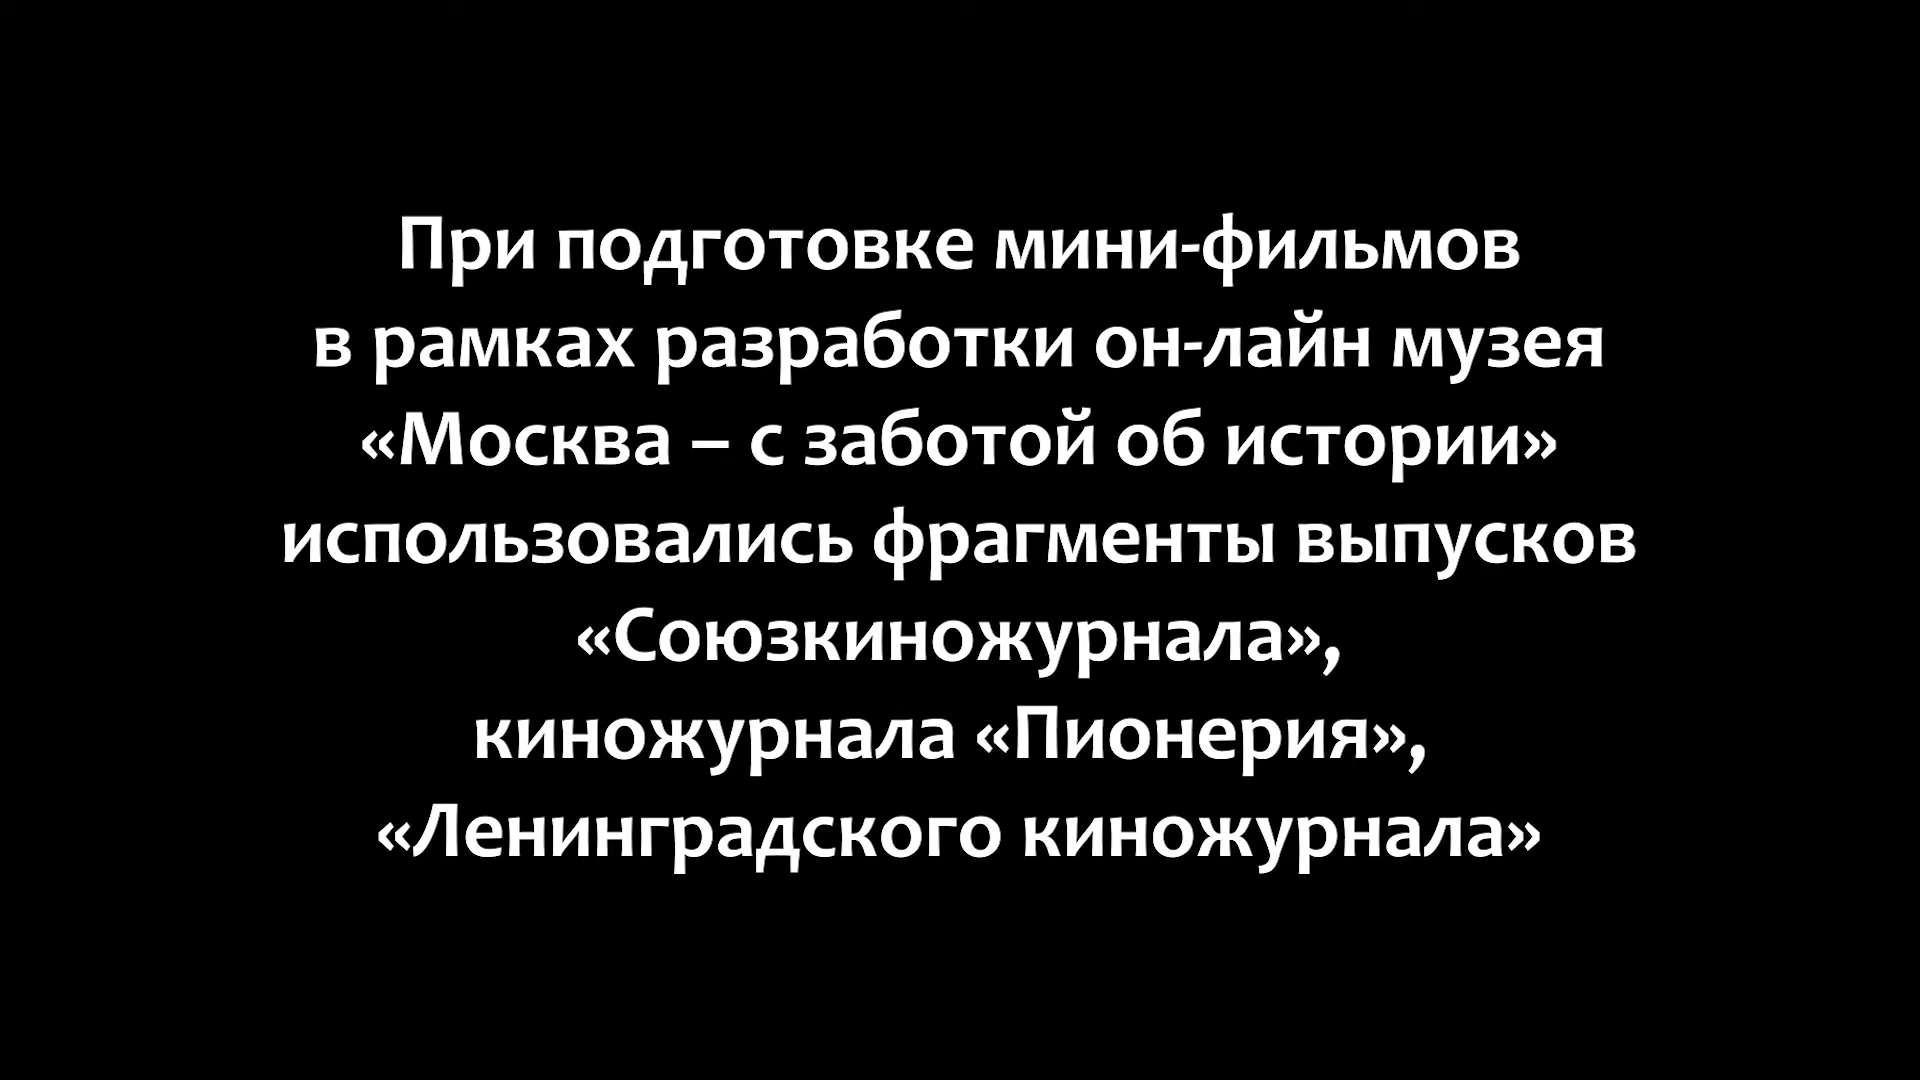 При подготовке мини-фильмов
в рамках разработки он-лайн музея
«Москва – с заботой об истории»
использовались фрагменты выпусков
«Союзкиножурнала»,
киножурнала «Пионерия»,
«Ленинградского киножурнала»